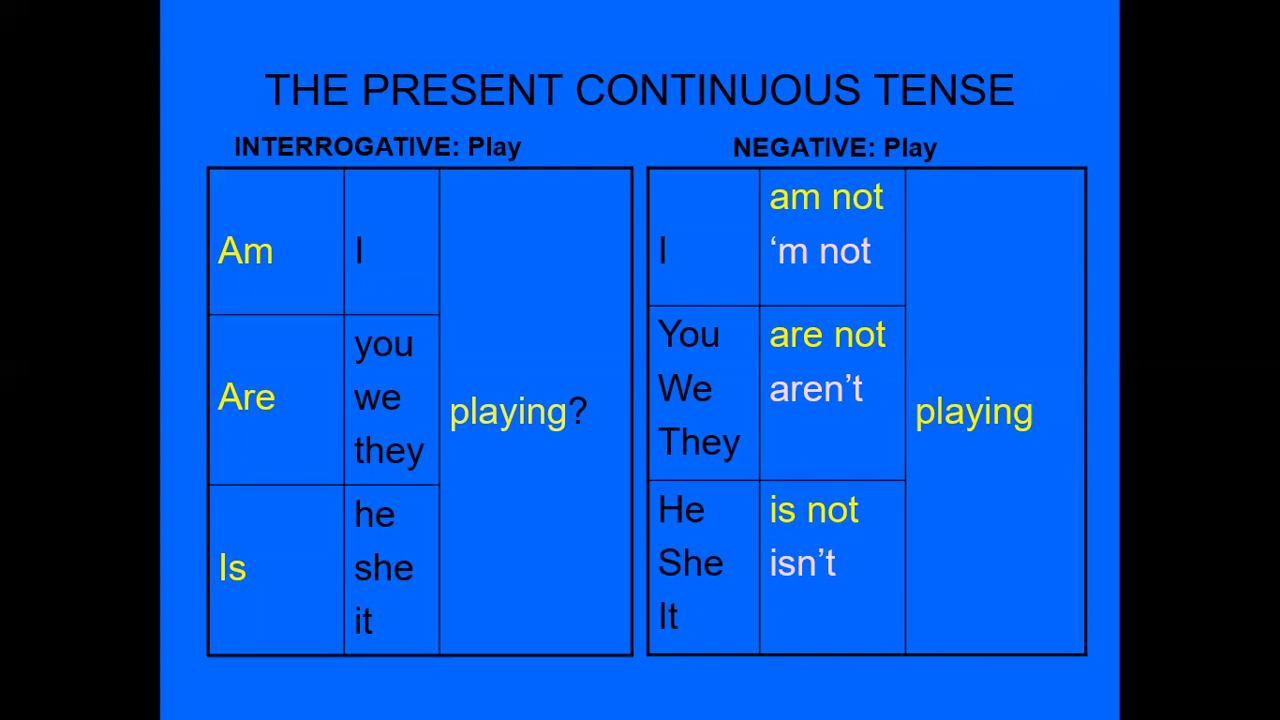 THE PRESENT CONTINUOUS TENSE
INTERROGATIVE: Play
Am I
Are you
we
they
Is he
she
it
playing?
NEGATIVE: Play
I am not
‘m not
You are not
We aren’t
They
He is not
She isn’t
It
playing